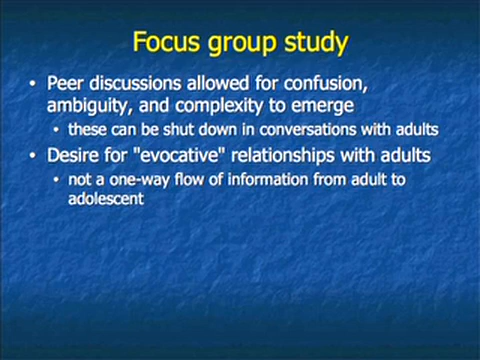 Focus group study
• Peer discussions allowed for confusion,
ambiguity, and complexity to emerge
• these can be shut down in conversations with adults
• Desire for "evocative" relationships with adults
• not a one-way flow of information from adult to
adolescent